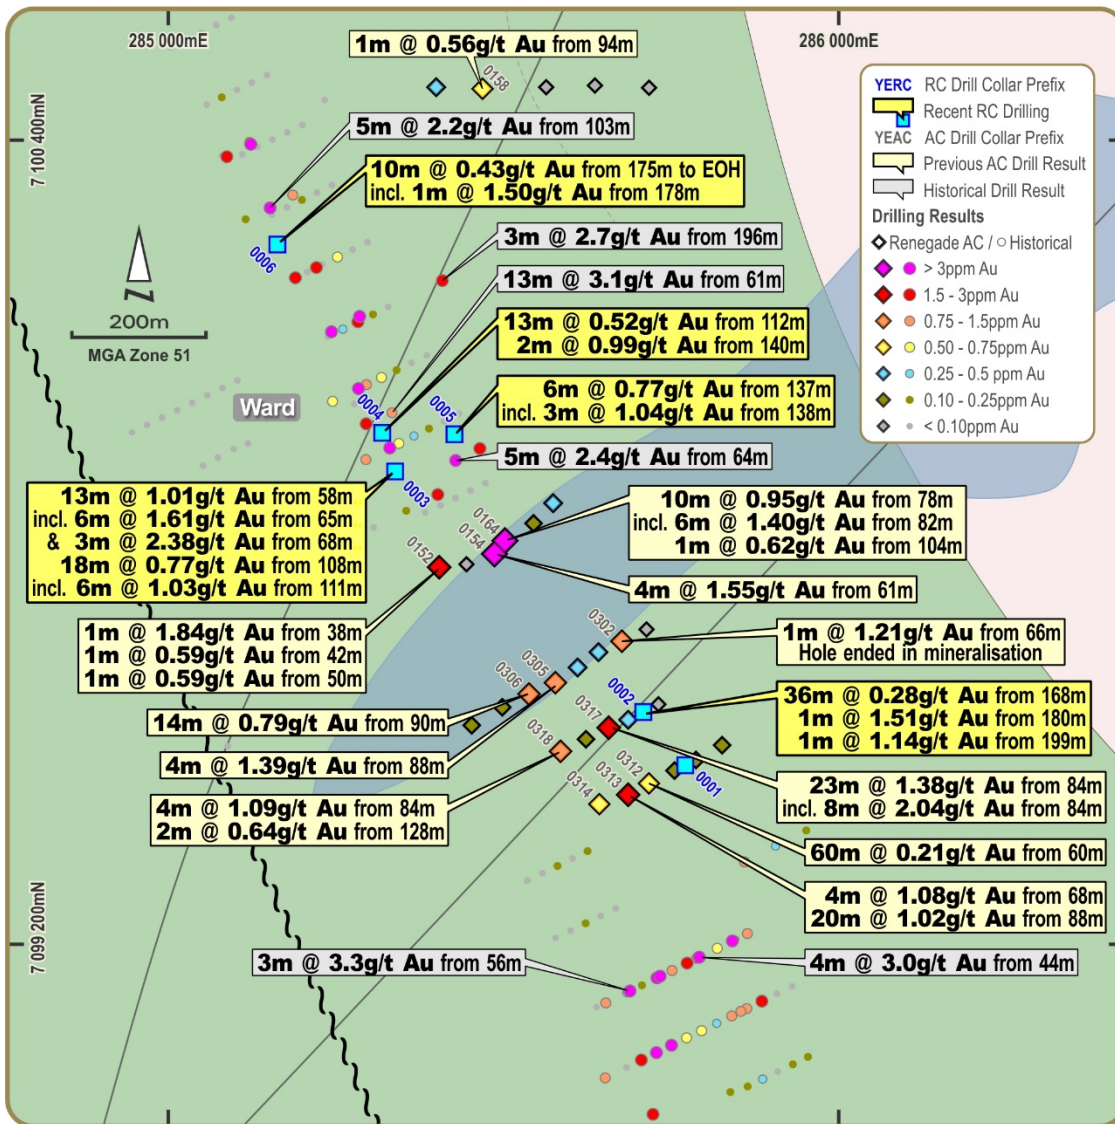 285 000mE
286 000mE
7 100 400mN
7 099 200mN
1m @ 0.56g/t Au from 94m
0158
5m @ 2.2g/t Au from 103m
10m @ 0.43g/t Au from 175m to EOH
incl. 1m @ 1.50g/t Au from 178m
0006
3m @ 2.7g/t Au from 196m
13m @ 3.1g/t Au from 61m
13m @ 0.52g/t Au from 112m
2m @ 0.99g/t Au from 140m
N
200m
MGA Zone 51
Ward
0004
0005
6m @ 0.77g/t Au from 137m
incl. 3m @ 1.04g/t Au from 138m
5m @ 2.4g/t Au from 64m
0003
13m @ 1.01g/t Au from 58m
incl. 6m @ 1.61g/t Au from 65m
& 3m @ 2.38g/t Au from 68m
18m @ 0.77g/t Au from 108m
incl. 6m @ 1.03g/t Au from 111m
0152
0154
0164
10m @ 0.95g/t Au from 78m
incl. 6m @ 1.40g/t Au from 82m
1m @ 0.62g/t Au from 104m
4m @ 1.55g/t Au from 61m
1m @ 1.84g/t Au from 38m
1m @ 0.59g/t Au from 42m
1m @ 0.59g/t Au from 50m
0302
1m @ 1.21g/t Au from 66m
Hole ended in mineralisation
0306
0305
0002
36m @ 0.28g/t Au from 168m
1m @ 1.51g/t Au from 180m
1m @ 1.14g/t Au from 199m
14m @ 0.79g/t Au from 90m
4m @ 1.39g/t Au from 88m
0318
0317
0001
0314
0313
0312
23m @ 1.38g/t Au from 84m
incl. 8m @ 2.04g/t Au from 84m
4m @ 1.09g/t Au from 84m
2m @ 0.64g/t Au from 128m
60m @ 0.21g/t Au from 60m
4m @ 1.08g/t Au from 68m
20m @ 1.02g/t Au from 88m
3m @ 3.3g/t Au from 56m
4m @ 3.0g/t Au from 44m
YERC RC Drill Collar Prefix
Recent RC Drilling
YEAC AC Drill Collar Prefix
Previous AC Drill Result
Historical Drill Result
Drilling Results
Renegade AC / Historical
> 3ppm Au
1.5 - 3ppm Au
0.75 - 1.5ppm Au
0.50 - 0.75ppm Au
0.25 - 0.5 ppm Au
0.10 - 0.25ppm Au
< 0.10ppm Au